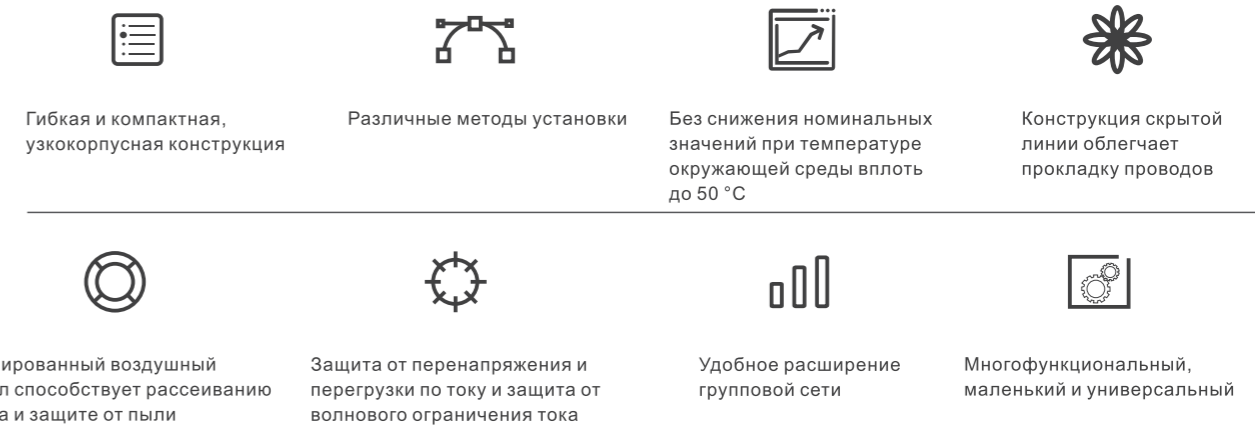 Гибкая и компактная,
узкокорпусная конструкция
Различные методы установки
Без снижения номинальных
значений при температуре
окружающей среды вплоть
до 50 °C
Конструкция скрытой
линии облегчает
прокладку проводов
воздушный
способствует рассеиванию
и защите от пыли
Защита от перенапряжения и
перегрузки по току и защита от
волнового ограничения тока
Удобное расширение
групповой сети
Многофункциональный,
маленький и универсальный